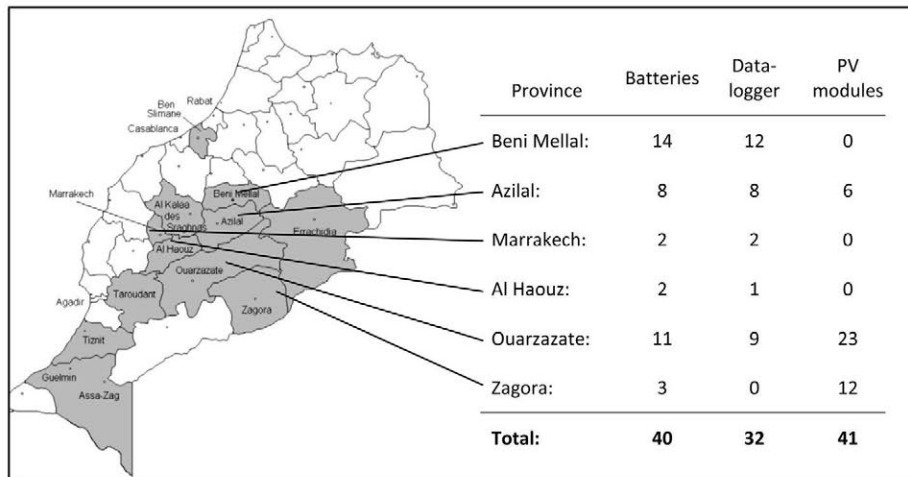 Rabat
Ben
Slimane
Casablanca
Marrakech
Beni Mellal
Al Kalea
des
Sraghnas
Azilal
Errachidia
Al Haouz
Ouarzazate
Agadir
Taroudant
Zagora
Tiznit
Guelmin
Assa-Zag
Province Batteries Data-logger PV modules
Beni Mellal: 14 12 0
Azilal: 8 8 6
Marrakech: 2 2 0
Al Haouz: 2 1 0
Ouarzazate: 11 9 23
Zagora: 3 0 12
Total: 40 32 41